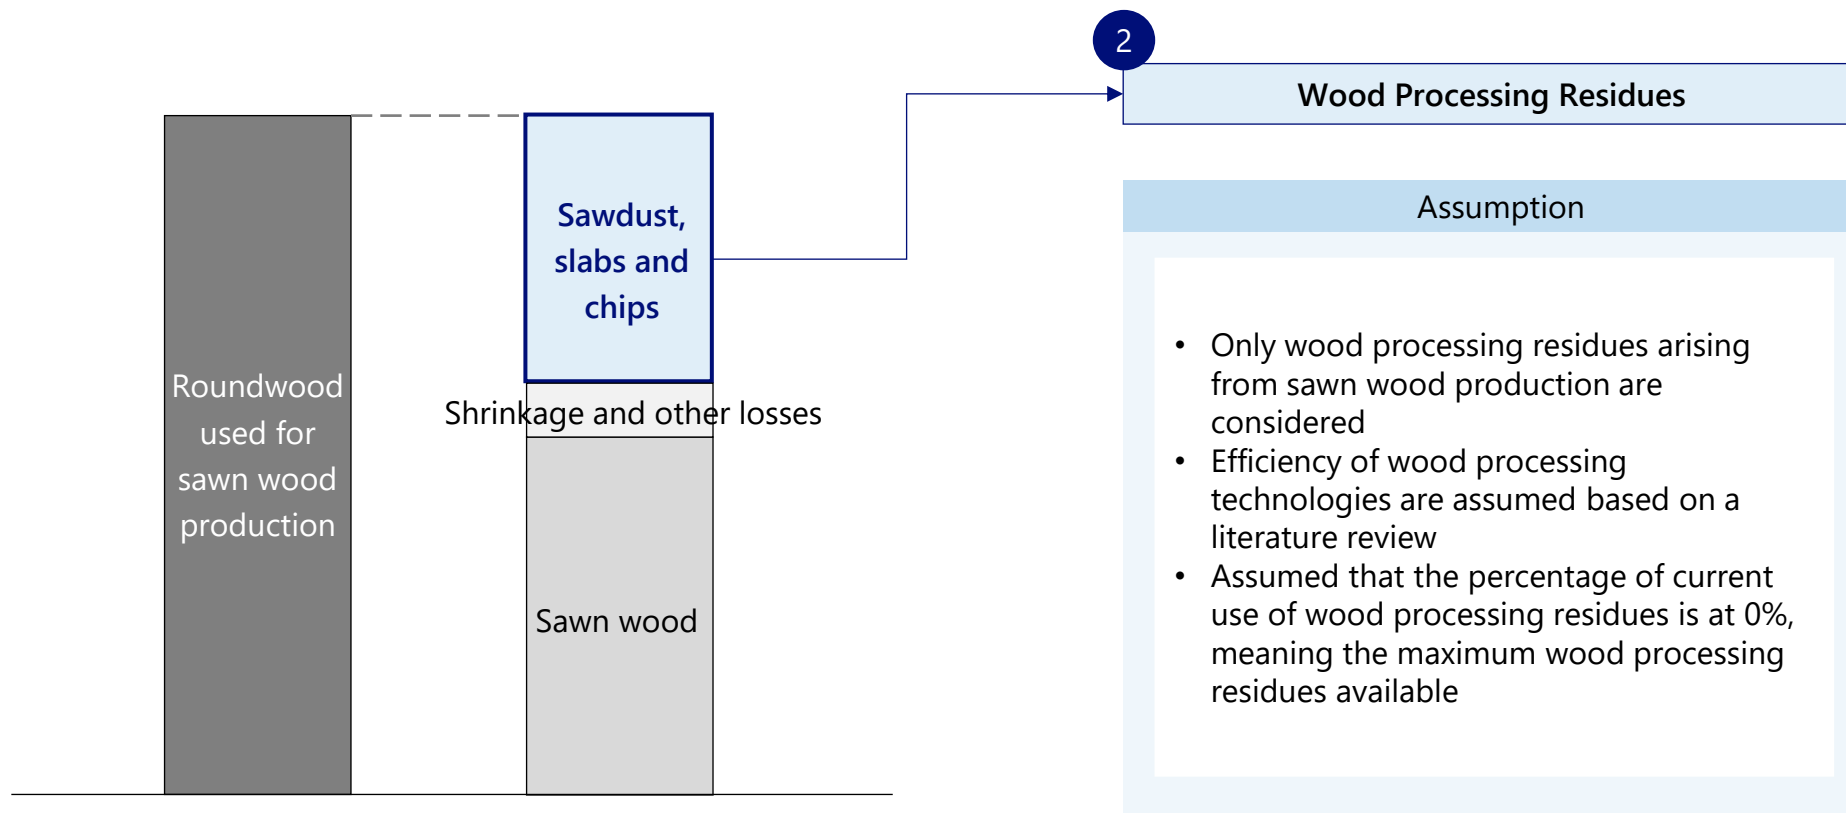 2
Wood Processing Residues
Sawdust,
slabs and
chips
Roundwood
used for
sawn wood
production
Shrinkage and other losses
Sawn wood
Assumption
• Only wood processing residues arising
from sawn wood production are
considered
• Efficiency of wood processing
technologies are assumed based on a
literature review
• Assumed that the percentage of current
use of wood processing residues is at 0%,
meaning the maximum wood processing
residues available